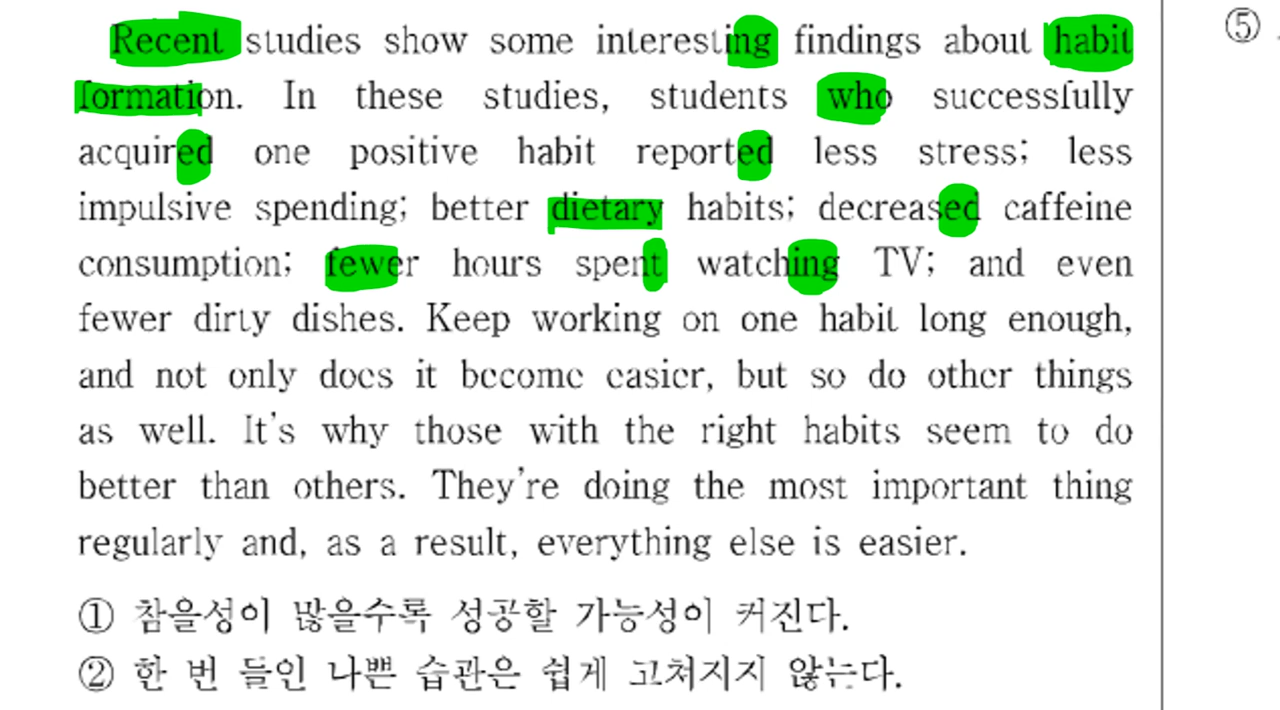 Recent studies show some interesting findings about habit
formation. In these studies, students who successfully
acquired one positive habit reported less stress; less
impulsive spending; better dietary habits; decreased caffeine
consumption; fewer hours spent watching TV; and even
fewer dirty dishes. Keep working on one habit long enough,
and not only does it become easier, but so do other things
as well. It's why those with the right habits seem to do
better than others. They're doing the most important thing
regularly and, as a result, everything else is easier.
① 참을성이 많을수록 성공할 가능성이 커진다.
② 한 번 들인 나쁜 습관은 쉽게 고쳐지지 않는다.
⑤